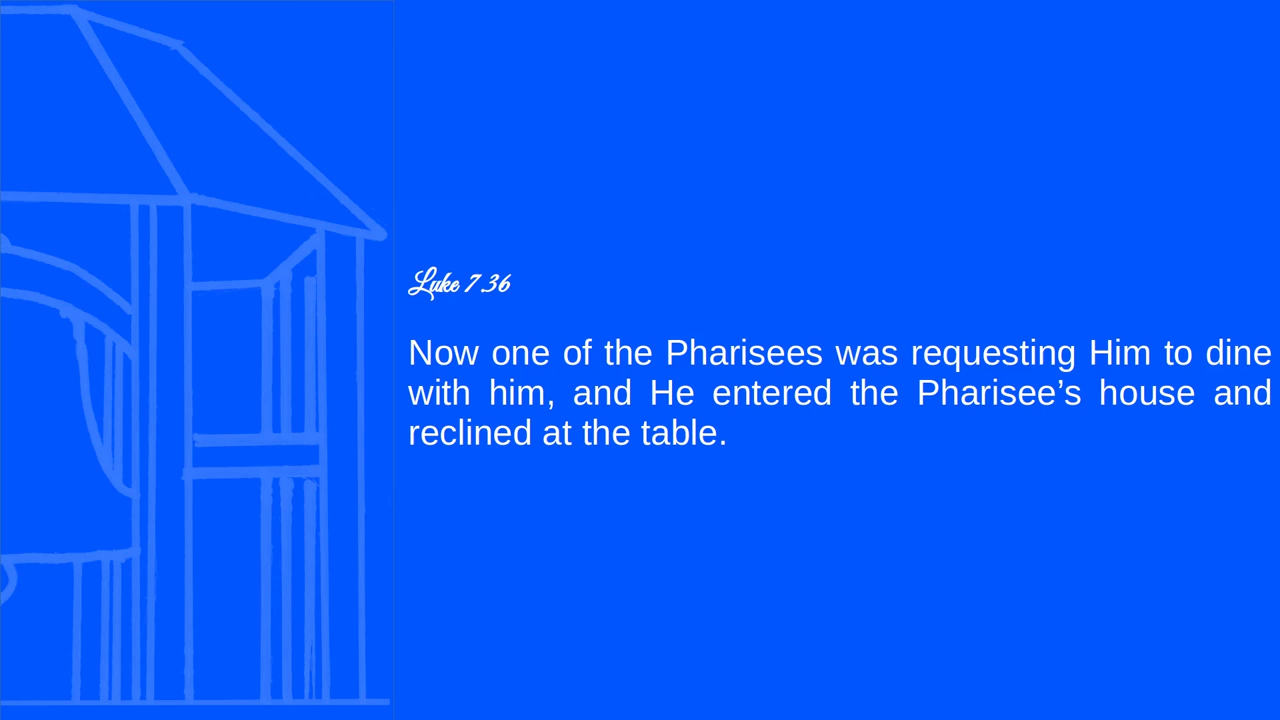 Luke 7.36
Now one of the Pharisees was requesting Him to dine
with him, and He entered the Pharisee’s house and
reclined at the table.